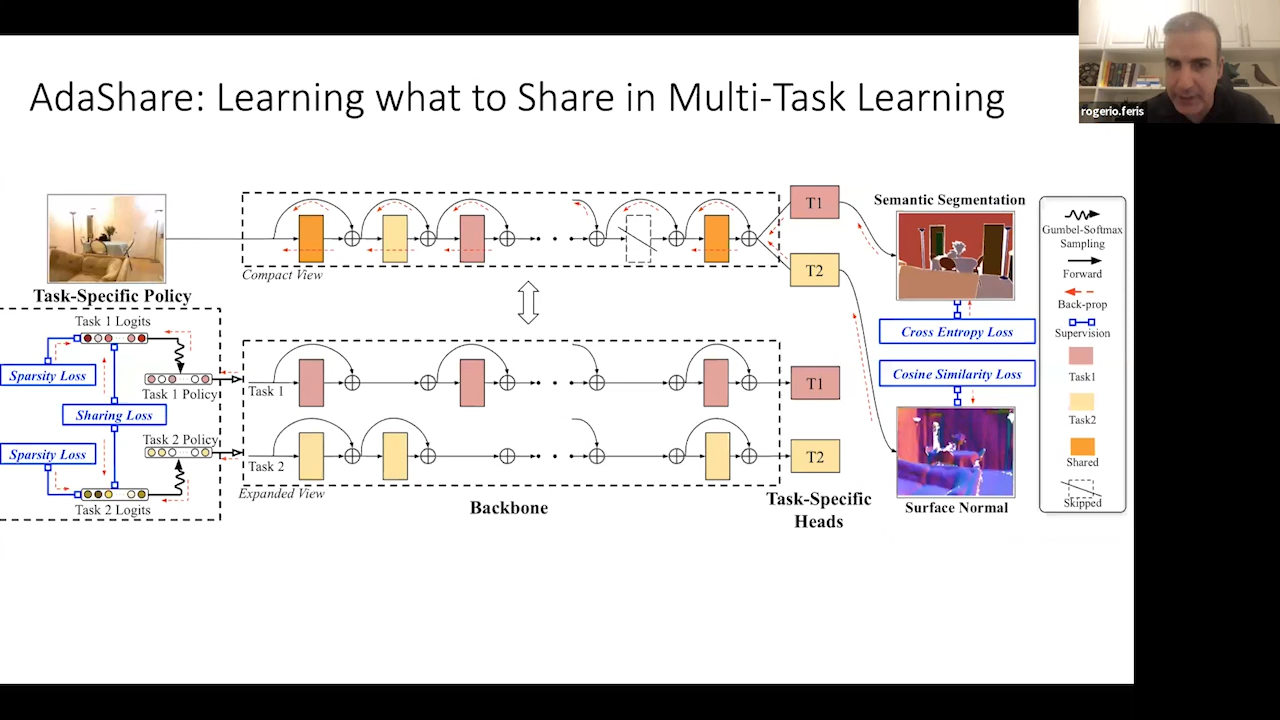 AdaShare: Learning what to Share in Multi-Task Learning
rogerio.feris
Task-Specific Policy
Task 1 Logits
Sparsity Loss
Task 1 Policy
Sharing Loss
Task 2 Policy
Sparsity Loss
Task 2 Logits
Compact View
Task 1
Task 2
Expanded View
Backbone
T1
T2
T1
T2
Task-Specific
Heads
Semantic Segmentation
Cross Entropy Loss
Cosine Similarity Loss
Surface Normal
Gumbel-Softmax
Sampling
Forward
Back-prop
Supervision
Task1
Task2
Shared
Skipped